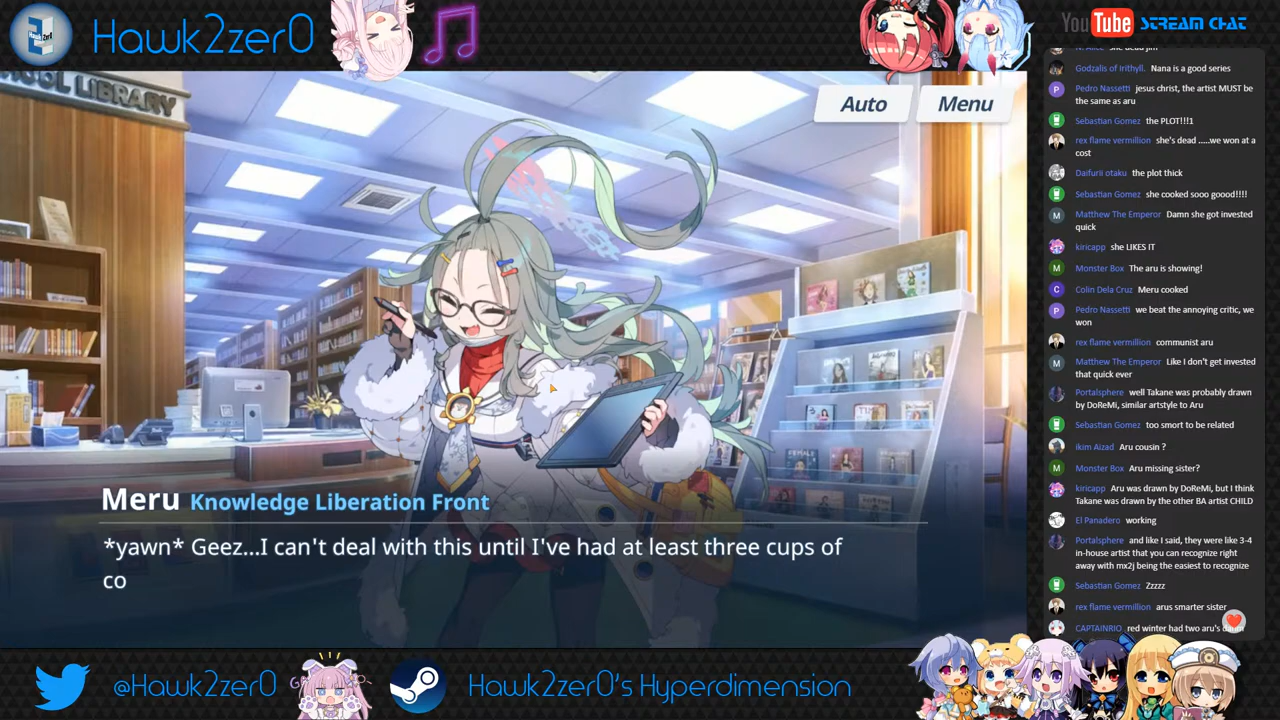 Hawk2zer0
YouTube STREAM CHAT
OOL LIBRARY
Auto
Menu
Meru Knowledge Liberation Front
*yawn* Geez...I can't deal with this until I've had at least three cups of
co
N. Alice she dead jim
Godzalis of Irithyll. Nana is a good series
Pedro Nassetti jesus christ, the artist MUST be
the same as aru
Sebastian Gomez the PLOT!!!1
rex flame vermillion she's dead .....we won at a
cost
Daifurii otaku the plot thick
Sebastian Gomez she cooked sooo goood!!!!
Matthew The Emperor Damn she got invested
quick
kiricapp she LIKES IT
Monster Box The aru is showing!
Colin Dela Cruz Meru cooked
Pedro Nassetti we beat the annoying critic, we
won
rex flame vermillion communist aru
Matthew The Emperor Like I don't get invested
that quick ever
Portalsphere well Takane was probably drawn
by DoReMi, similar artstyle to Aru
Sebastian Gomez too smort to be related
ikim Aizad Aru cousin ?
Monster Box Aru missing sister?
kiricapp Aru was drawn by DoReMi, but I think
Takane was drawn by the other BA artist CHILD
El Panadero working
Portalsphere and like I said, they were like 3-4
in-house artist that you can recognize right
away with mx2j being the easiest to recognize
Sebastian Gomez Zzzzz
rex flame vermillion arus smarter sister
CAPTAINRIO red winter had two aru's
@Hawk2zer0
Hawk2zer0's Hyperdimension